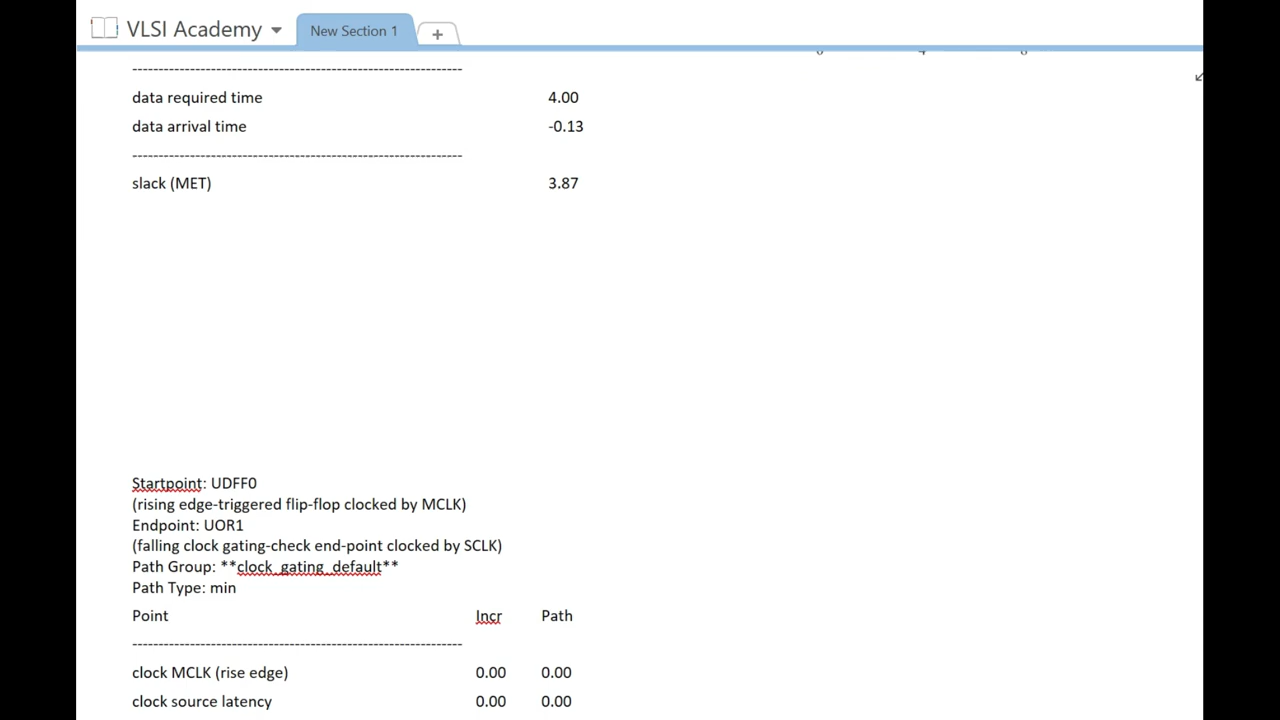 VLSI Academy
New Section 1
+
------------------------------------------------------------------
data required time 4.00
data arrival time -0.13
------------------------------------------------------------------
slack (MET) 3.87
Startpoint: UDFF0
(rising edge-triggered flip-flop clocked by MCLK)
Endpoint: UOR1
(falling clock gating-check end-point clocked by SCLK)
Path Group: **clock_gating_default**
Path Type: min
Point Incr Path
------------------------------------------------------------------
clock MCLK (rise edge) 0.00 0.00
clock source latency 0.00 0.00